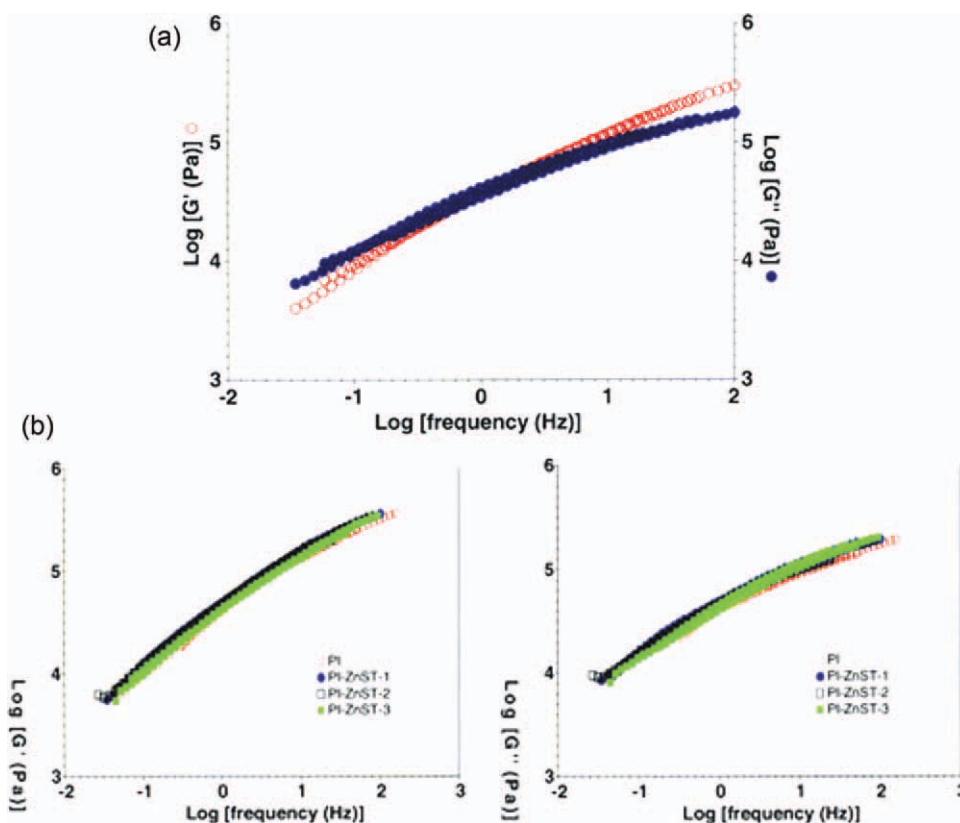 (a)
6
5
4
3
Log [G' (Pa)]
6
5
4
3
Log [G'' (Pa)]
-2
-1
0
1
2
Log [frequency (Hz)]
(b)
6
5
4
3
Log [G' (Pa)]
PI
PI-ZnST-1
PI-ZnST-2
PI-ZnST-3
-2
-1
0
1
2
3
Log [frequency (Hz)]
6
5
4
3
Log [G'' (Pa)]
PI
PI-ZnST-1
PI-ZnST-2
PI-ZnST-3
-2
-1
0
1
2
3
Log [frequency (Hz)]